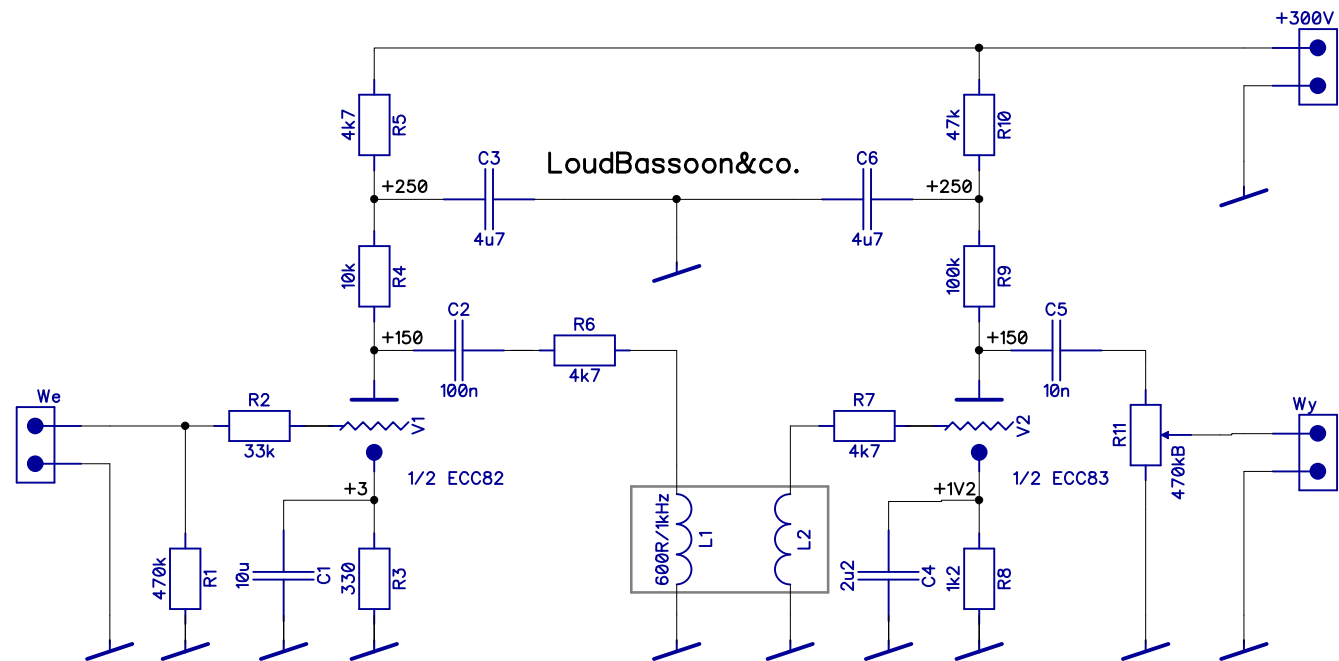 +300V
4k7
R5
47k
R10
LoudBassoon&co.
C3
C6
+250
+250
4u7
4u7
10k
R4
100k
R9
C2
R6
C5
+150
+150
100n
4k7
10n
We
R2
V1
R7
V2
R11
Wy
33k
4k7
470kB
1/2 ECC82
1/2 ECC83
+3
+1V2
600R/1kHz
L1
L2
470k
R1
10u
C1
330
R3
2u2
C4
1k2
R8